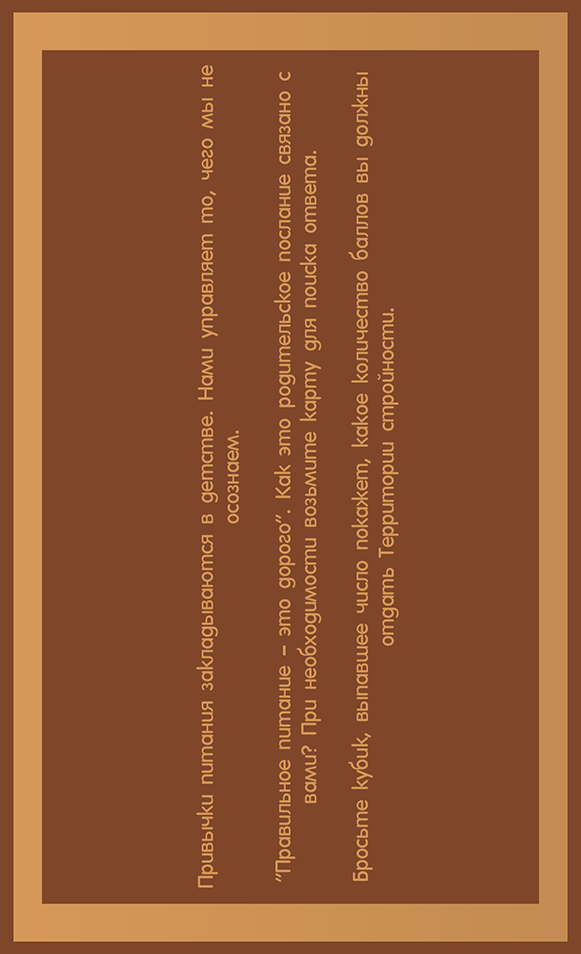 Привычки питания закладываются в детстве. Нами управляет то, чего мы не
осознаем.
"Правильное питание – это дорого". Как это родительское послание связано с
вами? При необходимости возьмите карту для поиска ответа.
Бросьте кубик, выпавшее число покажет, какое количество баллов вы должны
отдать Территории стройности.